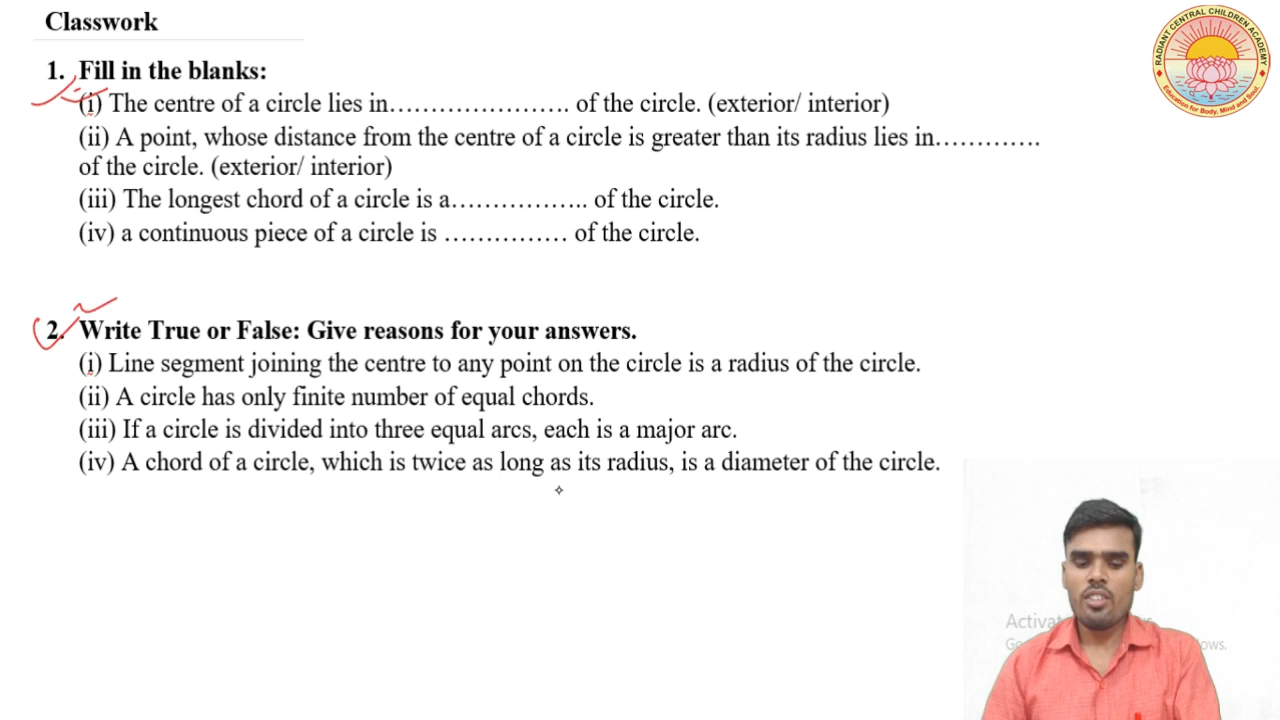 Classwork
RADIANT CENTRAL CHILDREN ACADEMY
Education for Body, Mind and Soul.
1. Fill in the blanks:
(i) The centre of a circle lies in…………………. of the circle. (exterior/ interior)
(ii) A point, whose distance from the centre of a circle is greater than its radius lies in………….
of the circle. (exterior/ interior)
(iii) The longest chord of a circle is a…………….. of the circle.
(iv) a continuous piece of a circle is …………… of the circle.
2. Write True or False: Give reasons for your answers.
(i) Line segment joining the centre to any point on the circle is a radius of the circle.
(ii) A circle has only finite number of equal chords.
(iii) If a circle is divided into three equal arcs, each is a major arc.
(iv) A chord of a circle, which is twice as long as its radius, is a diameter of the circle.